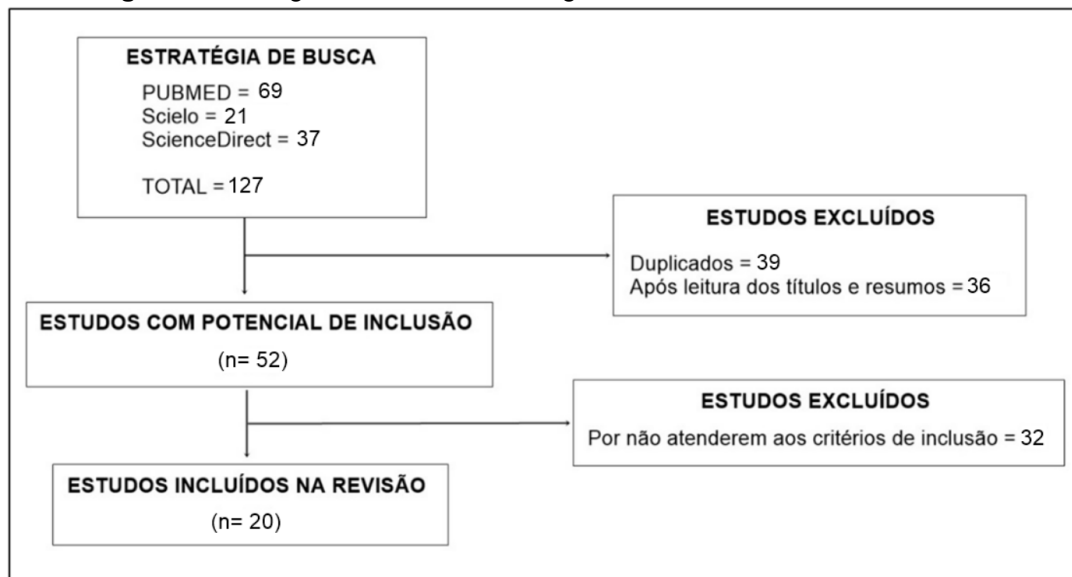 ESTRATÉGIA DE BUSCA
PUBMED = 69
Scielo = 21
ScienceDirect = 37
TOTAL = 127
ESTUDOS EXCLUÍDOS
Duplicados = 39
Após leitura dos títulos e resumos = 36
ESTUDOS COM POTENCIAL DE INCLUSÃO
(n= 52)
ESTUDOS EXCLUÍDOS
Por não atenderem aos critérios de inclusão = 32
ESTUDOS INCLUÍDOS NA REVISÃO
(n= 20)